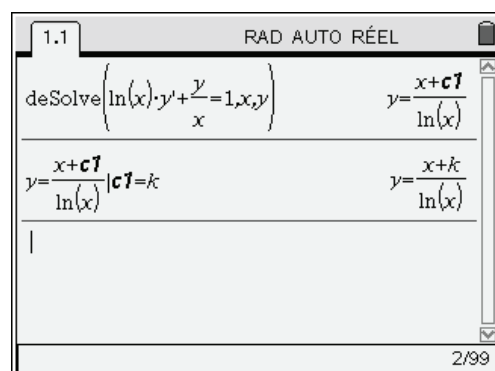 1.1 RAD AUTO RÉEL
deSolve(ln(x)·y'+y/x=1,x,y) y=(x+c1)/ln(x)
y=(x+c1)/ln(x)|c1=k y=(x+k)/ln(x)
2/99